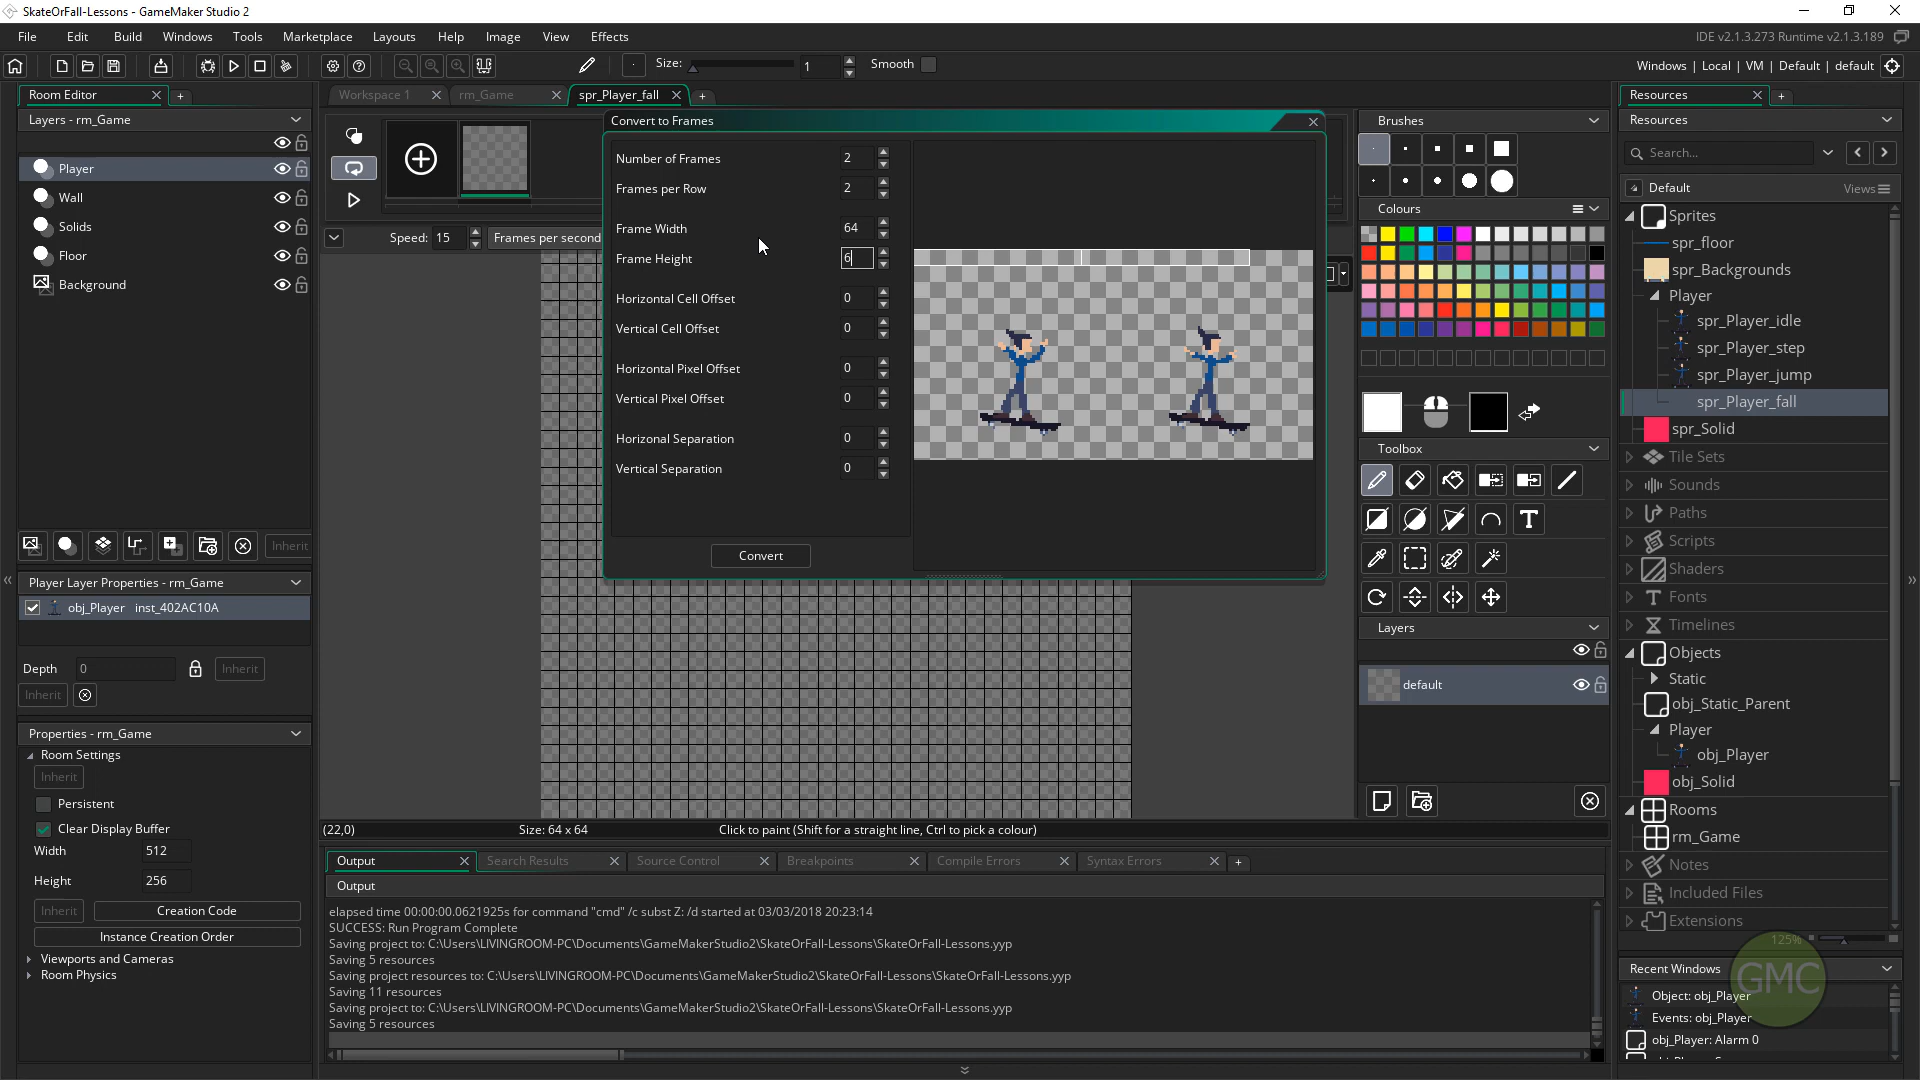 SkateOrFall-Lessons - GameMaker Studio 2
File Edit Build Windows Tools Marketplace Layouts Help Image View Effects
IDE v2.1.3.273 Runtime v2.1.3.189
Size: 1 Smooth
Windows | Local | VM | Default | default
Room Editor
Workspace 1 rm_Game spr_Player_fall
Resources
Layers - rm_Game
Player
Wall
Solids
Floor
Background
Inherit
Player Layer Properties - rm_Game
obj_Player inst_402AC10A
Depth 0 Inherit
Inherit
Properties - rm_Game
Room Settings
Inherit
Persistent
Clear Display Buffer
Width 512
Height 256
Inherit Creation Code
Instance Creation Order
Viewports and Cameras
Room Physics
Speed: 15 Frames per second
Convert to Frames
Number of Frames 2
Frames per Row 2
Frame Width 64
Frame Height 6
Horizontal Cell Offset 0
Vertical Cell Offset 0
Horizontal Pixel Offset 0
Vertical Pixel Offset 0
Horizonal Separation 0
Vertical Separation 0
Convert
(22,0) Size: 64 x 64 Click to paint (Shift for a straight line, Ctrl to pick a colour)
Output Search Results Source Control Breakpoints Compile Errors Syntax Errors
Output
elapsed time 00:00:00.0621925s for command "cmd" /c subst Z: /d started at 03/03/2018 20:23:14
SUCCESS: Run Program Complete
Saving project to: C:\Users\LIVINGROOM-PC\Documents\GameMakerStudio2\SkateOrFall-Lessons\SkateOrFall-Lessons.yyp
Saving 5 resources
Saving project resources to: C:\Users\LIVINGROOM-PC\Documents\GameMakerStudio2\SkateOrFall-Lessons\SkateOrFall-Lessons.yyp
Saving 11 resources
Saving project to: C:\Users\LIVINGROOM-PC\Documents\GameMakerStudio2\SkateOrFall-Lessons\SkateOrFall-Lessons.yyp
Saving 5 resources
Brushes
Colours
Toolbox
T
Layers
default
Resources
Search...
Default Views
Sprites
spr_floor
spr_Backgrounds
Player
spr_Player_idle
spr_Player_step
spr_Player_jump
spr_Player_fall
spr_Solid
Tile Sets
Sounds
Paths
Scripts
Shaders
Fonts
Timelines
Objects
Static
obj_Static_Parent
Player
obj_Player
obj_Solid
Rooms
rm_Game
Notes
Included Files
Extensions
125%
Recent Windows
GMC
Object: obj_Player
Events: obj_Player
obj_Player: Alarm 0